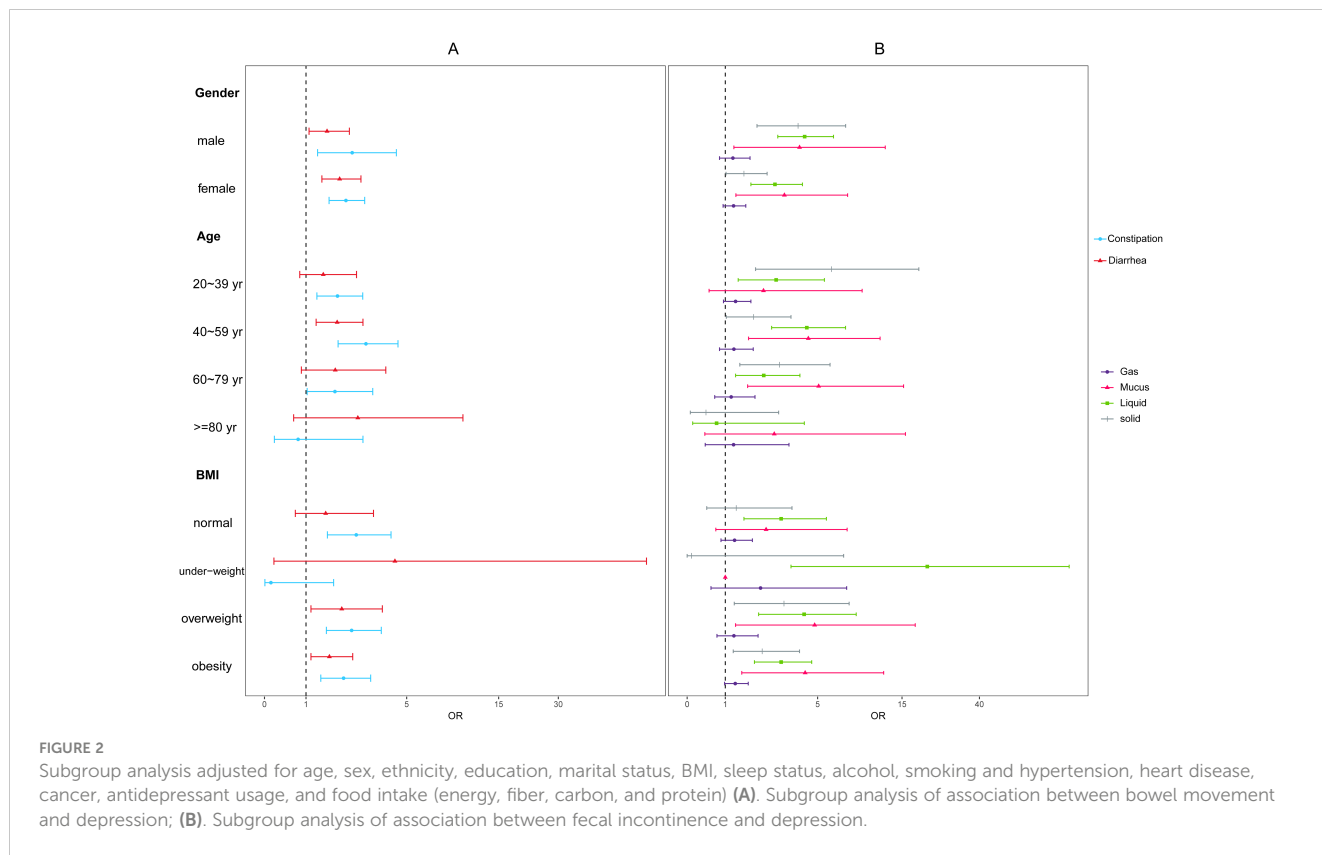 A
B
Gender
male
female
Age
20~39 yr
40~59 yr
60~79 yr
>=80 yr
BMI
normal
under−weight
overweight
obesity
0 1 5 15 30
OR
0 1 5 15 40
OR
Constipation
Diarrhea
Gas
Mucus
Liquid
solid
FIGURE 2
Subgroup analysis adjusted for age, sex, ethnicity, education, marital status, BMI, sleep status, alcohol, smoking and hypertension, heart disease,
cancer, antidepressant usage, and food intake (energy, fiber, carbon, and protein) (A). Subgroup analysis of association between bowel movement
and depression; (B). Subgroup analysis of association between fecal incontinence and depression.